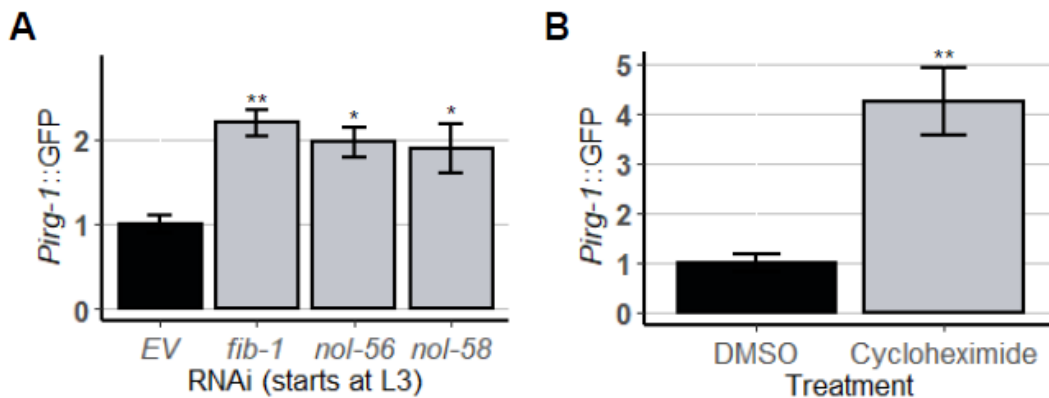 A
Pirg-1::GFP
2
1
0
**
*
*
EV fib-1 nol-56 nol-58
RNAi (starts at L3)
B
Pirg-1::GFP
5
4
3
2
1
0
**
DMSO Cycloheximide
Treatment